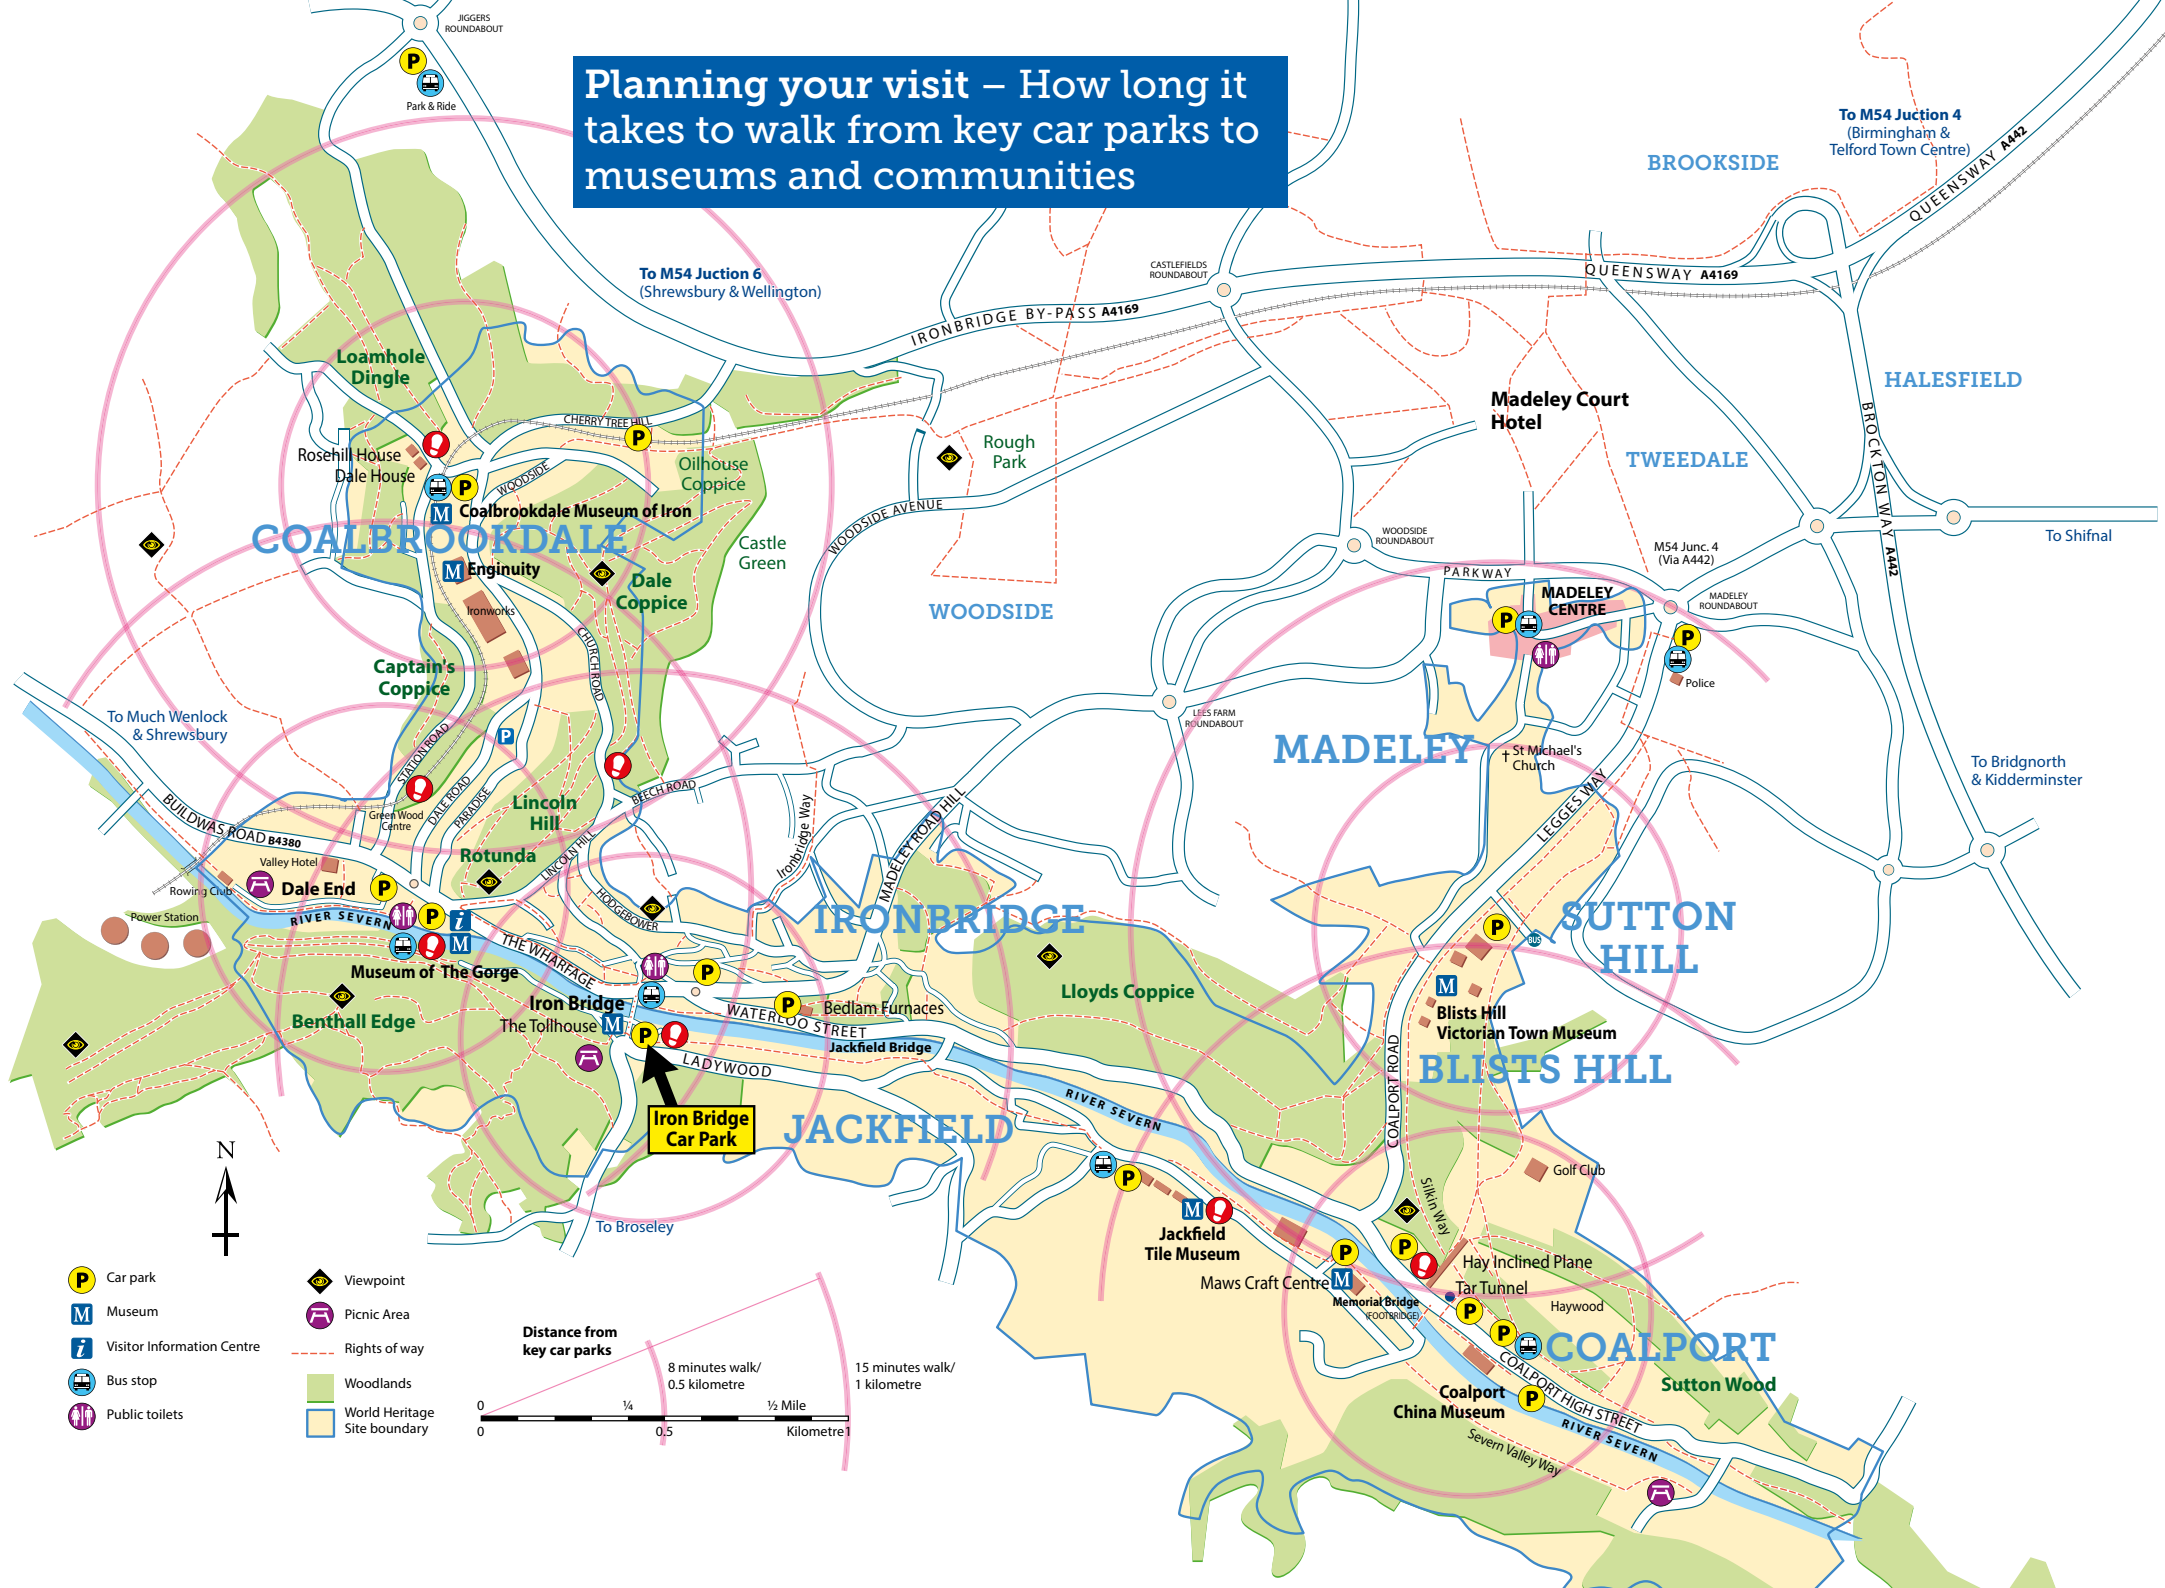 JIGGERS
ROUNDABOUT
P
Park & Ride
Planning your visit – How long it
takes to walk from key car parks to
museums and communities
To M54 Juction 4
(Birmingham &
Telford Town Centre)
QUEENSWAY A442
BROOKSIDE
To M54 Juction 6
(Shrewsbury & Wellington)
CASTLEFIELDS
ROUNDABOUT
QUEENSWAY A4169
IRONBRIDGE BY-PASS A4169
HALESFIELD
BROCKTON WAY A442
Madeley Court
Hotel
TWEEDALE
Loamhole
Dingle
CHERRY TREE HILL
P
Rosehill House
Dale House
P
WOODSIDE
Oilhouse
Coppice
Rough
Park
M
Coalbrookdale Museum of Iron
COALBROOKDALE
WOODSIDE AVENUE
Castle
Green
M
Enginuity
Dale
Coppice
Ironworks
WOODSIDE
WOODSIDE
ROUNDABOUT
To Shifnal
M54 Junc. 4
(Via A442)
PARKWAY
MADELEY
CENTRE
MADELEY
ROUNDABOUT
P
P
Police
CHURCH ROAD
Captain's
Coppice
To Much Wenlock
& Shrewsbury
P
STATION ROAD
LEES FARM
ROUNDABOUT
MADELEY
St Michael's
Church
To Bridgnorth
& Kidderminster
LEGGES WAY
BEECH ROAD
Green Wood
Centre
DALE ROAD
PARADISE
Lincoln
Hill
Ironbridge Way
MADELEY ROAD HILL
BUILDWAS ROAD B4380
Valley Hotel
Rotunda
LINCOLN HILL
Rowing Club
Dale End
P
HODGEBOWER
Power Station
RIVER SEVERN
P
i
M
THE WHARFAGE
Museum of The Gorge
IRONBRIDGE
SUTTON
HILL
P
BUS
P
Iron Bridge
The Tollhouse
M
P
P
Bedlam Furnaces
WATERLOO STREET
Lloyds Coppice
M
Blists Hill
Victorian Town Museum
BLISTS HILL
Benthall Edge
Jackfield Bridge
LADYWOOD
Iron Bridge
Car Park
RIVER SEVERN
COALPORT ROAD
JACKFIELD
N
Golf Club
P
Silkin Way
M
Jackfield
Tile Museum
To Broseley
P
P
Hay Inclined Plane
Tar Tunnel
Maws Craft Centre
M
Memorial Bridge
(FOOTBRIDGE)
P
Haywood
P
COALPORT
COALPORT HIGH STREET
Sutton Wood
Coalport
China Museum
P
RIVER SEVERN
Severn Valley Way
P
Car park
M
Museum
i
Visitor Information Centre
Bus stop
Public toilets
Viewpoint
Picnic Area
Rights of way
Woodlands
World Heritage
Site boundary
Distance from
key car parks
8 minutes walk/
0.5 kilometre
15 minutes walk/
1 kilometre
0
¼
½ Mile
0
0.5
Kilometre 1